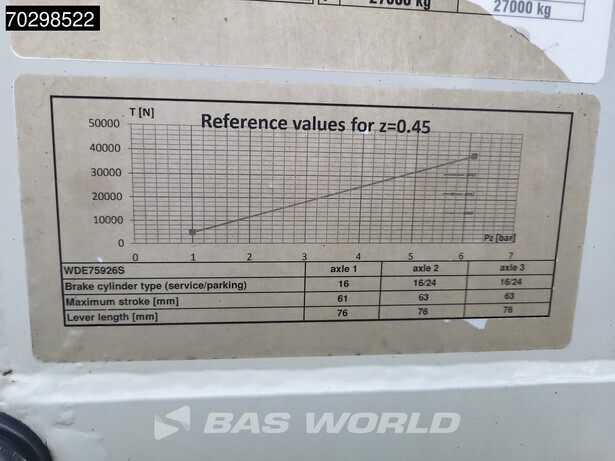 70298522
27000 kg
27000 kg
T [N]
Reference values for z=0.45
50000
40000
30000
20000
10000
0
Pz [bar]
0 1 2 3 4 5 6 7
WDE75926S axle 1 axle 2 axle 3
Brake cylinder type (service/parking) 16 16/24 16/24
Maximum stroke [mm] 61 63 63
Lever length [mm] 76 76 76
BAS WORLD